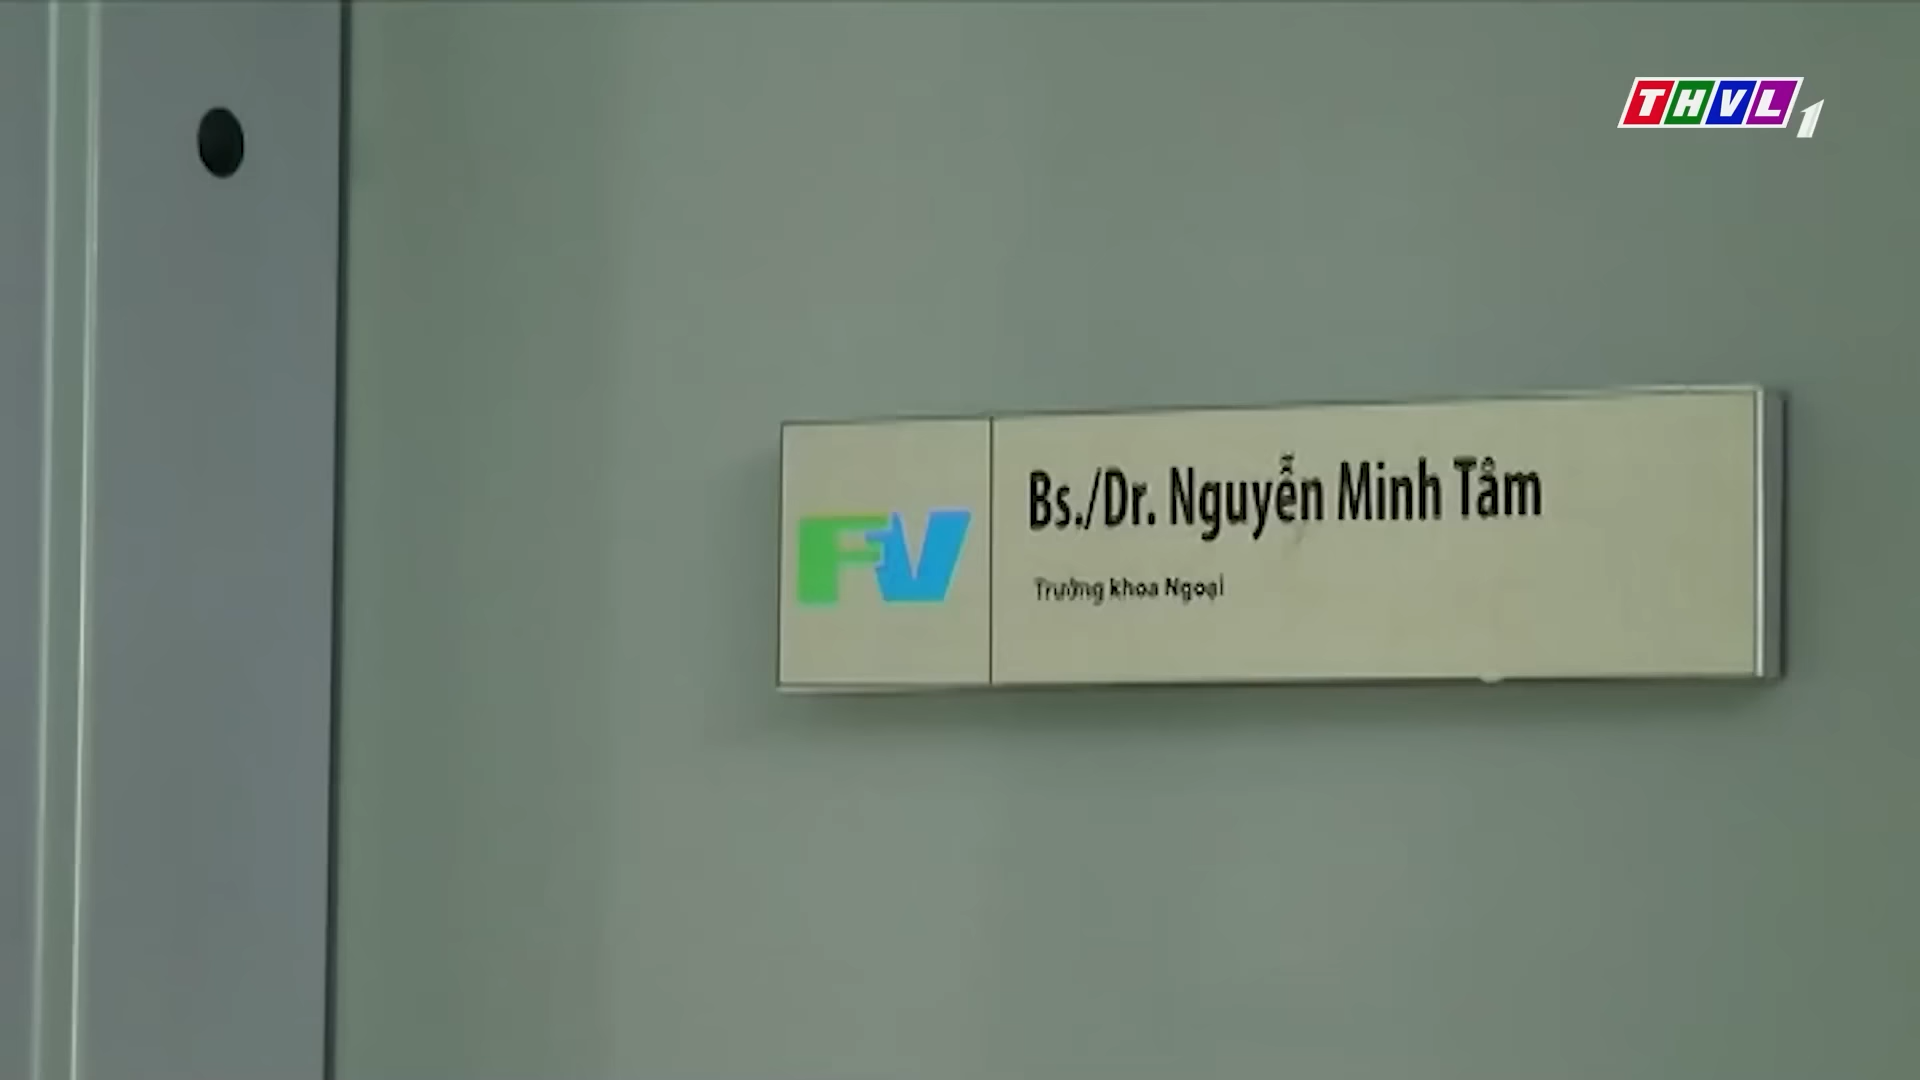 THVL1
FV
Bs./Dr. Nguyễn Minh Tâm
Trưởng khoa Ngoại